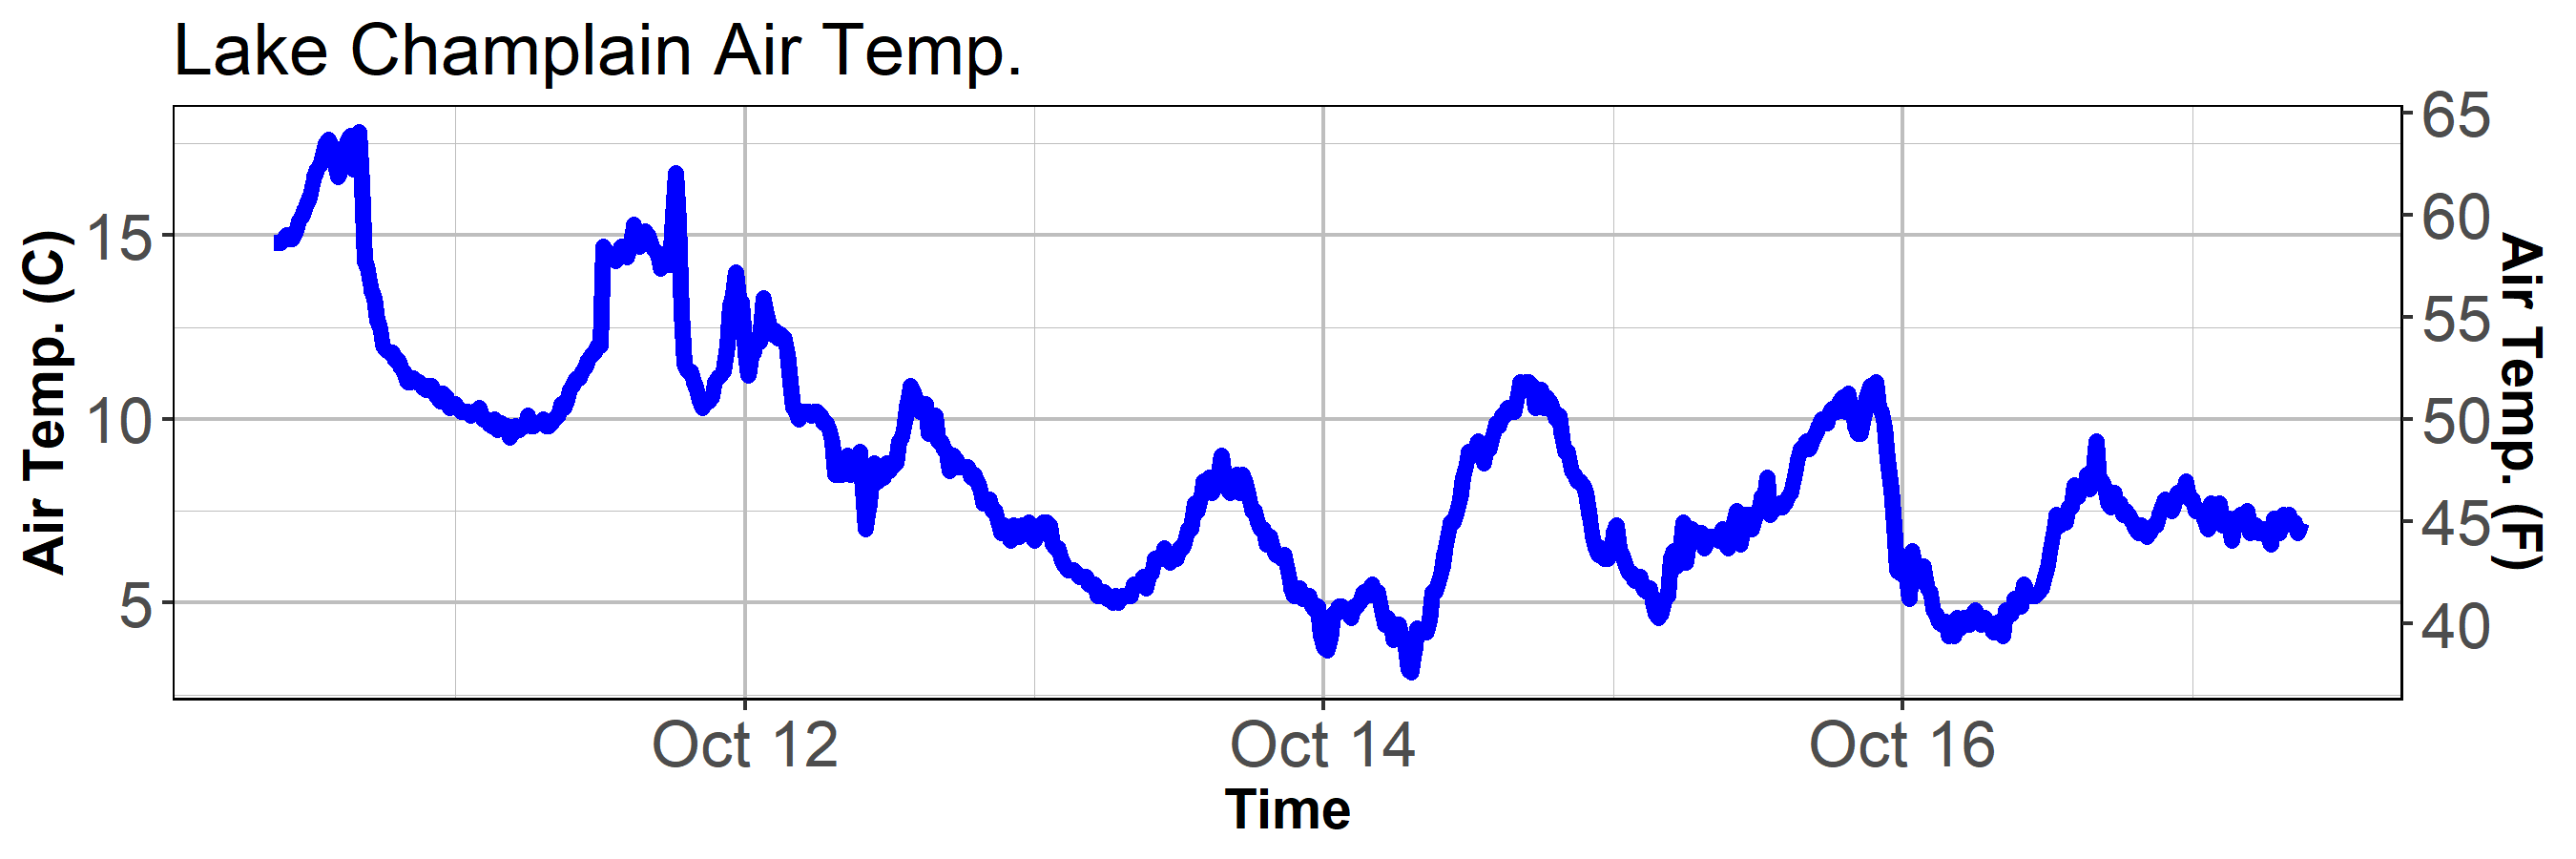 Lake Champlain Air Temp.
Air Temp. (C)
15
10
5
65
60
55
50
45
40
Air Temp. (F)
Oct 12
Oct 14
Oct 16
Time